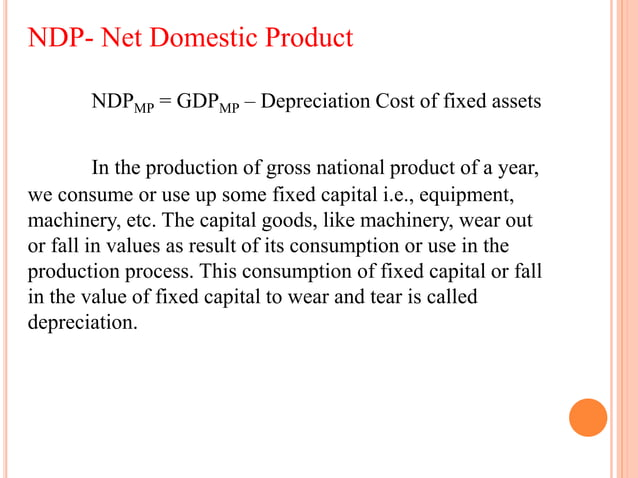 NDP- Net Domestic Product
NDPMP = GDPMP – Depreciation Cost of fixed assets
In the production of gross national product of a year,
we consume or use up some fixed capital i.e., equipment,
machinery, etc. The capital goods, like machinery, wear out
or fall in values as result of its consumption or use in the
production process. This consumption of fixed capital or fall
in the value of fixed capital to wear and tear is called
depreciation.